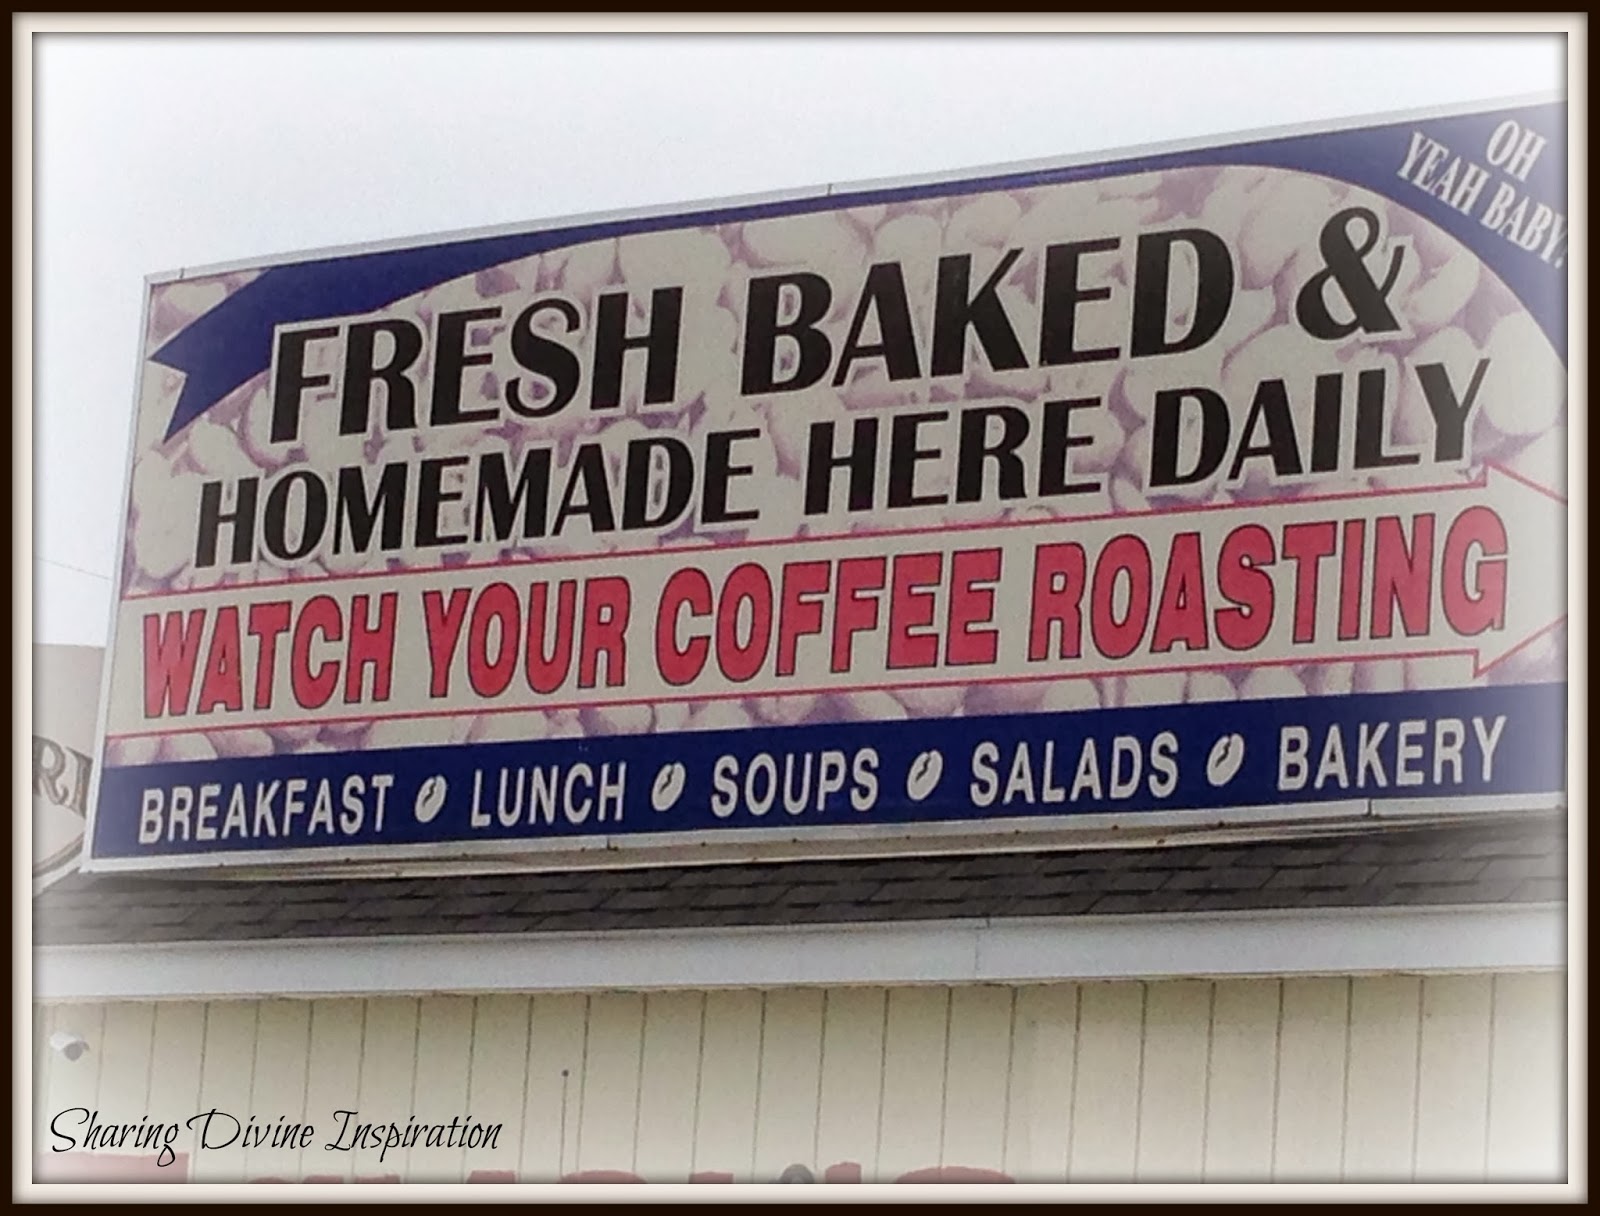 OH
YEAH BABY!
FRESH BAKED &
HOMEMADE HERE DAILY
WATCH YOUR COFFEE ROASTING
BREAKFAST LUNCH SOUPS SALADS BAKERY
RI
Sharing Divine Inspiration